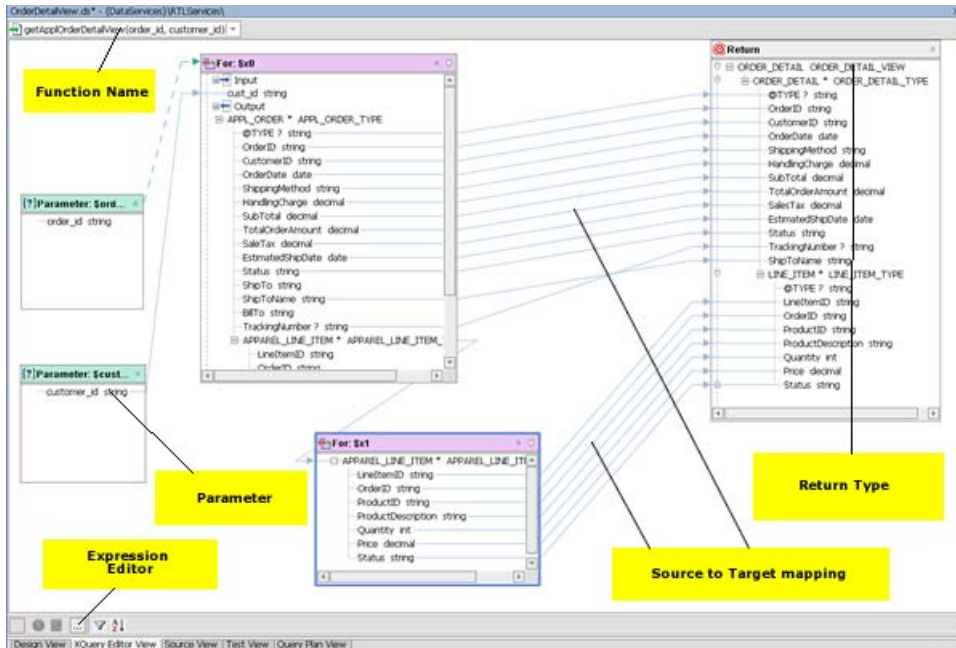 OrderDetailView.ds* - {DataServices}\RTLServices\
getApplOrderDetailView(order_id, customer_id)
Function Name
For: $x0
Input
cust_id string
Output
APPL_ORDER * APPL_ORDER_TYPE
@TYPE ? string
OrderID string
CustomerID string
OrderDate date
ShippingMethod string
HandlingCharge decimal
SubTotal decimal
TotalOrderAmount decimal
SaleTax decimal
EstimatedShipDate date
Status string
ShipTo string
ShipToName string
BillTo string
TrackingNumber ? string
APPAREL_LINE_ITEM * APPAREL_LINE_ITEM_
LineItemID string
OrderID string
Return
ORDER_DETAIL ORDER_DETAIL_VIEW
ORDER_DETAIL * ORDER_DETAIL_TYPE
@TYPE ? string
OrderID string
CustomerID string
OrderDate date
ShippingMethod string
HandlingCharge decimal
SubTotal decimal
TotalOrderAmount decimal
SalesTax decimal
EstimatedShipDate date
Status string
TrackingNumber ? string
ShipToName string
LINE_ITEM * LINE_ITEM_TYPE
@TYPE ? string
LineItemID string
OrderID string
ProductID string
ProductDescription string
Quantity int
Price decimal
Status string
[?]Parameter: $ord...
order_id string
[?]Parameter: $cust...
customer_id string
Parameter
For: $x1
APPAREL_LINE_ITEM * APPAREL_LINE_ITE
LineItemID string
OrderID string
ProductID string
ProductDescription string
Quantity int
Price decimal
Status string
Return Type
Expression
Editor
Source to Target mapping
Design View XQuery Editor View Source View Test View Query Plan View